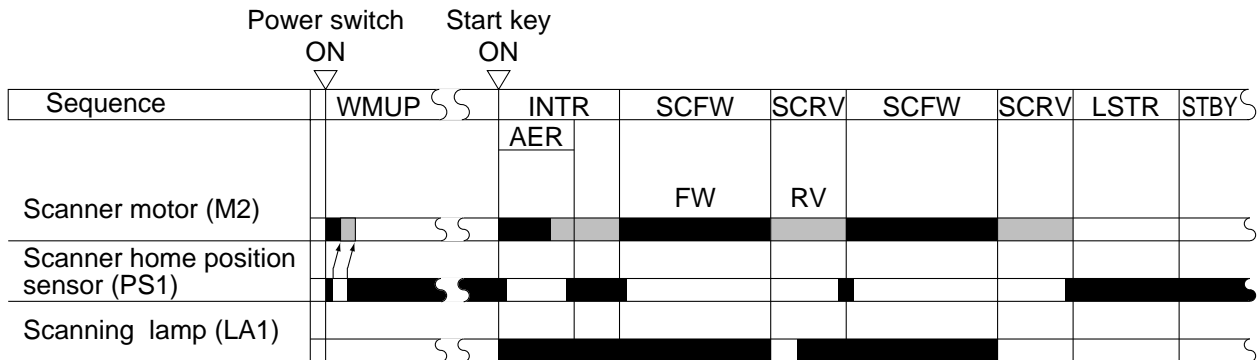 Power switch Start key
ON ON
Sequence WMUP INTR SCFW SCRV SCFW SCRV LSTR STBY
AER
Scanner motor (M2) FW RV
Scanner home position
sensor (PS1)
Scanning lamp (LA1)